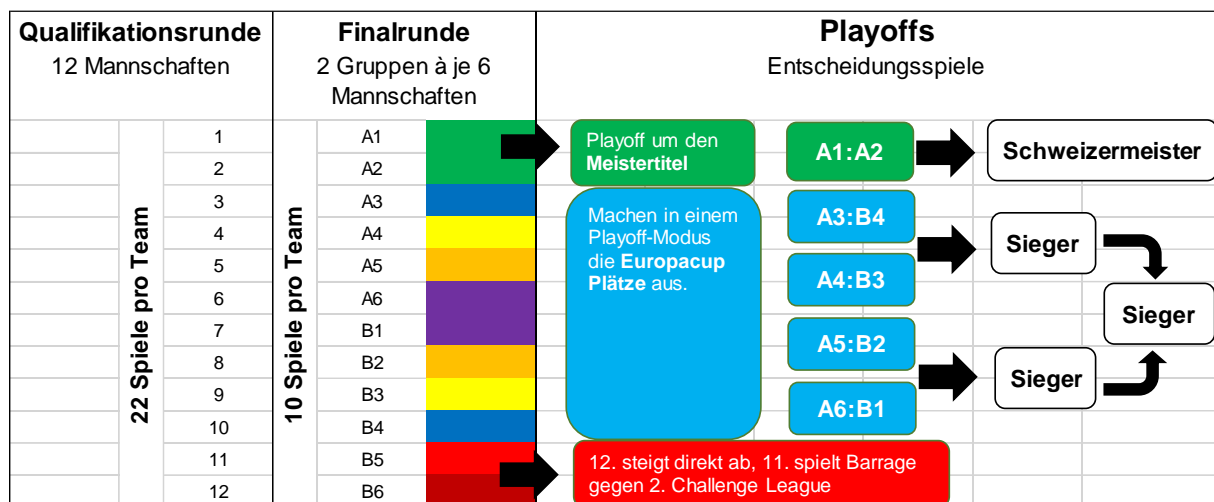 Qualifikationsrunde
12 Mannschaften
Finalrunde
2 Gruppen à je 6
Mannschaften
Playoffs
Entscheidungsspiele
22 Spiele pro Team
1
2
3
4
5
6
7
8
9
10
11
12
10 Spiele pro Team
A1
A2
A3
A4
A5
A6
B1
B2
B3
B4
B5
B6
Playoff um den
Meistertitel
A1:A2
Schweizermeister
Machen in einem
Playoff-Modus
die Europacup
Plätze aus.
A3:B4
A4:B3
A5:B2
A6:B1
Sieger
Sieger
Sieger
12. steigt direkt ab, 11. spielt Barrage
gegen 2. Challenge League